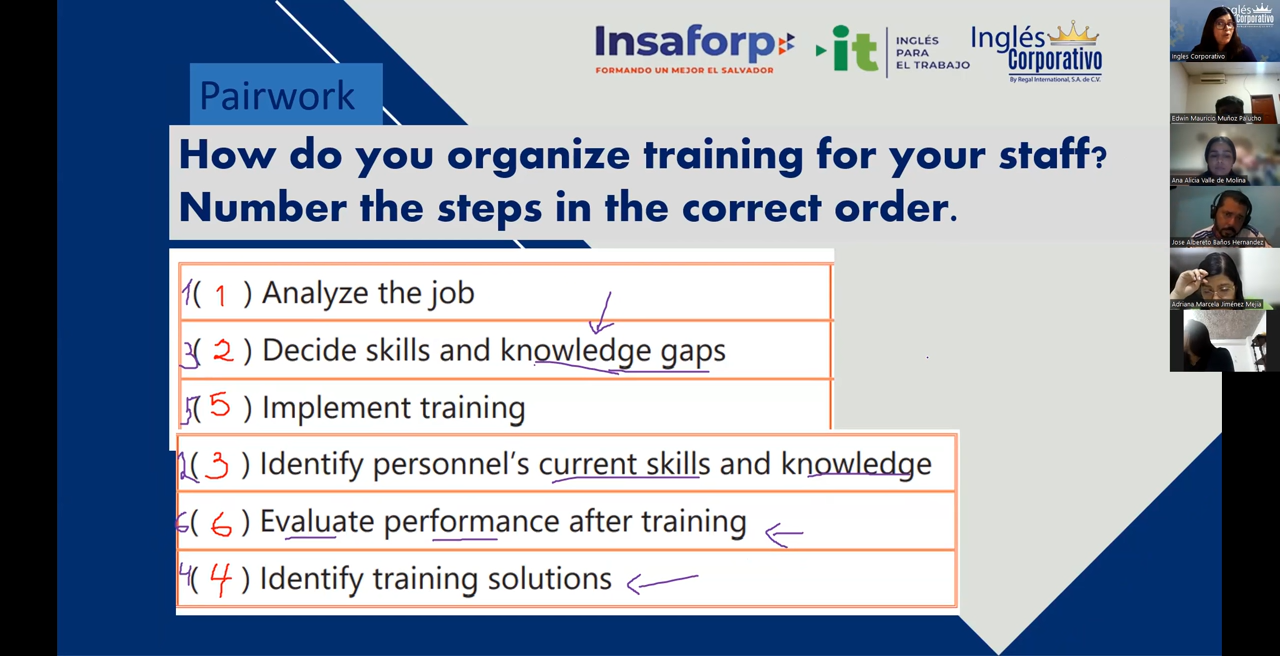 Insaforp
FORMANDO UN MEJOR EL SALVADOR
it
INGLÉS
PARA
EL TRABAJO
Inglés
Corporativo
By Regal International, S.A. de C.V.
Pairwork
How do you organize training for your staff?
Number the steps in the correct order.
1( 1 ) Analyze the job
3( 2 ) Decide skills and knowledge gaps
5( 5 ) Implement training
2( 3 ) Identify personnel's current skills and knowledge
6( 6 ) Evaluate performance after training
4( 4 ) Identify training solutions
Inglés
Corporativo
Ingles Corporativo
Edwin Mauricio Muñoz Palucho
Ana Alicia Valle de Molina
Jose Albereto Baños Hernandez
Adriana Marcela Jiménez Mejía